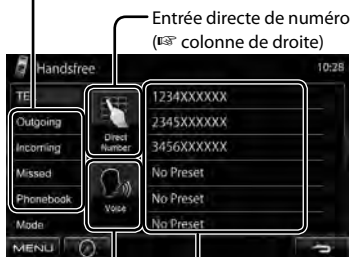 Entrée directe de numéro
(☞ colonne de droite)
Handsfree
10:28
TE
1234XXXXXX
Outgoing
Direct
Number
2345XXXXXX
Incoming
3456XXXXXX
Missed
No Preset
Phonebook
Voice
No Preset
Mode
No Preset
MENU